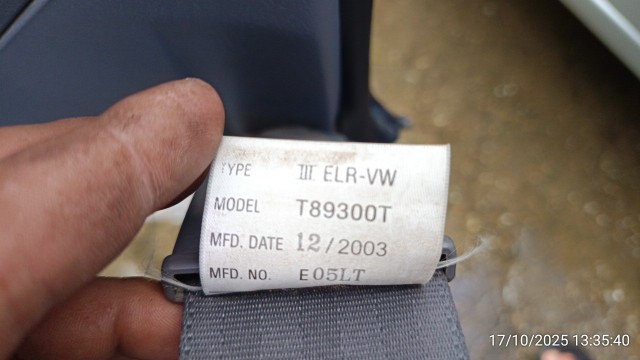 TYPE III ELR-VW
MODEL T89300T
MFD. DATE 12/2003
MFD. NO. E05LT
17/10/2025 13:35:40